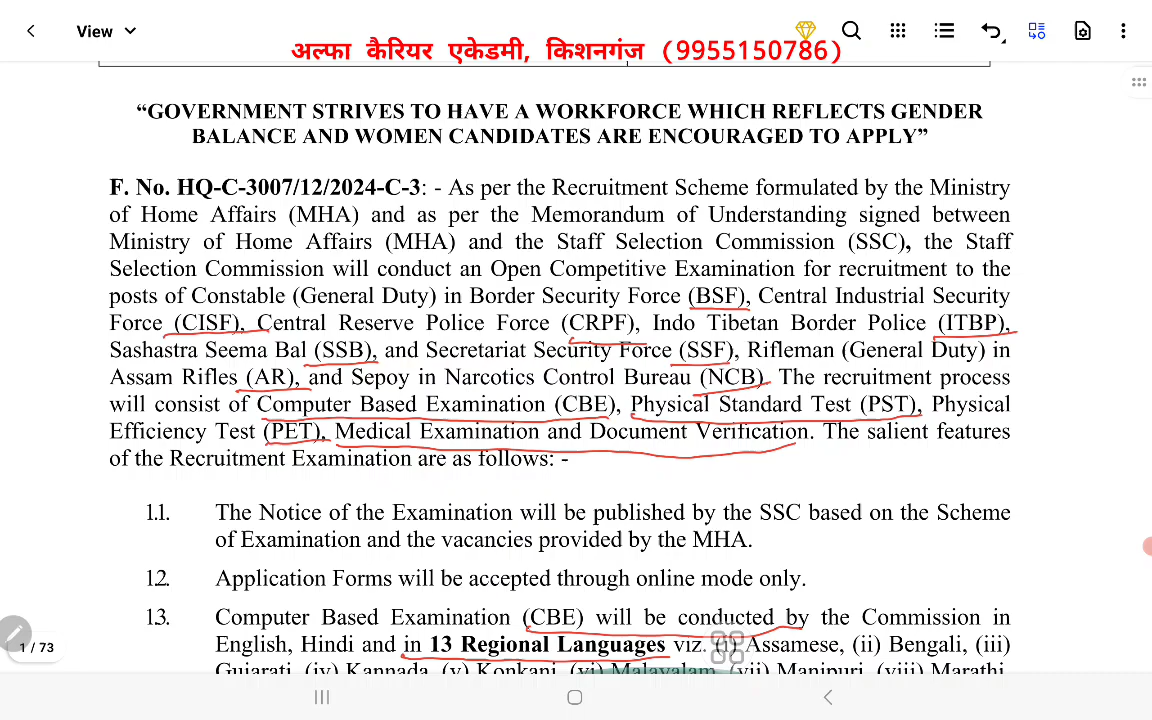 View
अल्फा कैरियर एकेडमी, किशनगंज (9955150786)
“GOVERNMENT STRIVES TO HAVE A WORKFORCE WHICH REFLECTS GENDER
BALANCE AND WOMEN CANDIDATES ARE ENCOURAGED TO APPLY”
F. No. HQ-C-3007/12/2024-C-3: - As per the Recruitment Scheme formulated by the Ministry
of Home Affairs (MHA) and as per the Memorandum of Understanding signed between
Ministry of Home Affairs (MHA) and the Staff Selection Commission (SSC), the Staff
Selection Commission will conduct an Open Competitive Examination for recruitment to the
posts of Constable (General Duty) in Border Security Force (BSF), Central Industrial Security
Force (CISF), Central Reserve Police Force (CRPF), Indo Tibetan Border Police (ITBP),
Sashastra Seema Bal (SSB), and Secretariat Security Force (SSF), Rifleman (General Duty) in
Assam Rifles (AR), and Sepoy in Narcotics Control Bureau (NCB). The recruitment process
will consist of Computer Based Examination (CBE), Physical Standard Test (PST), Physical
Efficiency Test (PET), Medical Examination and Document Verification. The salient features
of the Recruitment Examination are as follows: -
1.1. The Notice of the Examination will be published by the SSC based on the Scheme
of Examination and the vacancies provided by the MHA.
1.2. Application Forms will be accepted through online mode only.
1.3. Computer Based Examination (CBE) will be conducted by the Commission in
English, Hindi and in 13 Regional Languages viz. (i) Assamese, (ii) Bengali, (iii)
Gujarati, (iv) Kannada, (v) Konkani, (vi) Malayalam, (vii) Manipuri, (viii) Marathi,
1 / 73